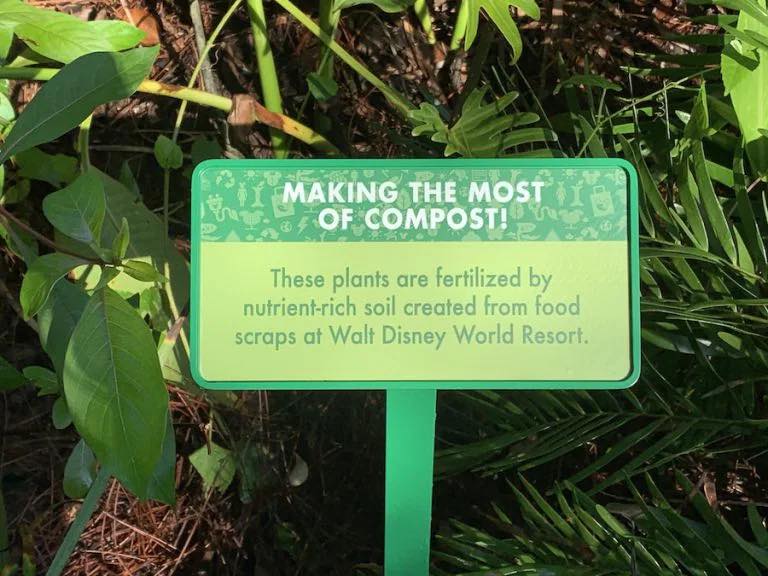 MAKING THE MOST
OF COMPOST!
These plants are fertilized by
nutrient-rich soil created from food
scraps at Walt Disney World Resort.